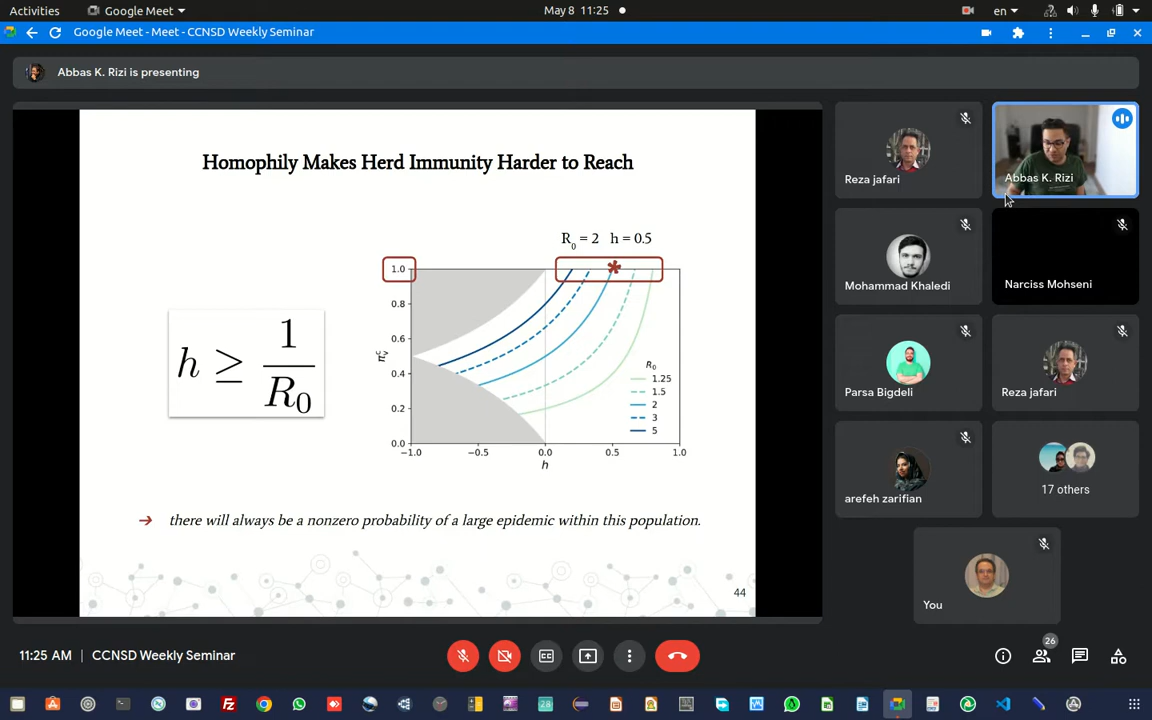 Activities
Google Meet
May 8 11:25
en
Google Meet - Meet - CCNSD Weekly Seminar
Abbas K. Rizi is presenting
Homophily Makes Herd Immunity Harder to Reach
R₀ = 2 h = 0.5
h ≥ 1/R₀
1.0
0.8
0.6
0.4
0.2
0.0
πᵥᶜ
−1.0 −0.5 0.0 0.5 1.0
h
R₀
1.25
1.5
2
3
5
➔ there will always be a nonzero probability of a large epidemic within this population.
44
Reza jafari
Abbas K. Rizi
Mohammad Khaledi
Narciss Mohseni
Parsa Bigdeli
Reza jafari
arefeh zarifian
17 others
You
11:25 AM CCNSD Weekly Seminar
26
28